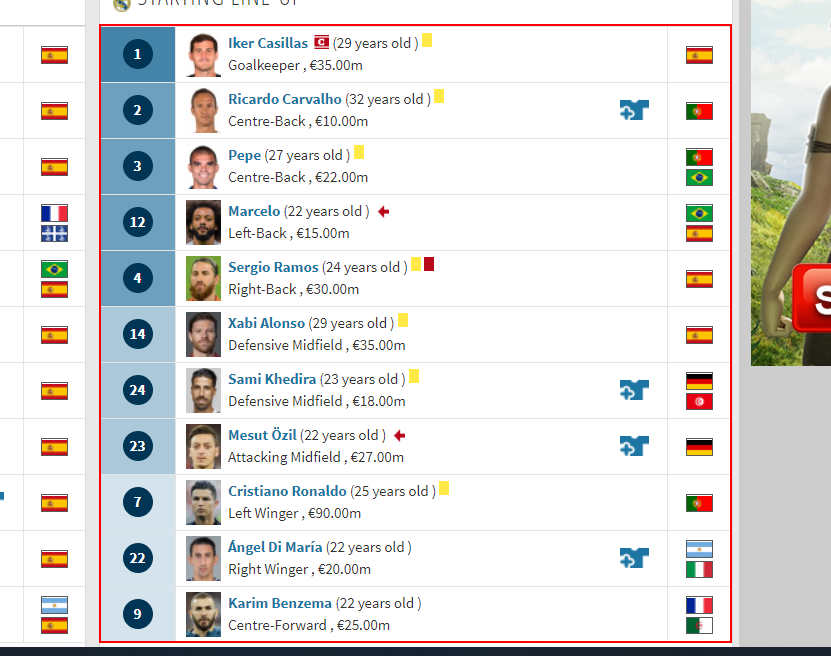 STARTING LINE-UP
1
Iker Casillas C (29 years old )
Goalkeeper , €35.00m
2
Ricardo Carvalho (32 years old )
Centre-Back , €10.00m
3
Pepe (27 years old )
Centre-Back , €22.00m
12
Marcelo (22 years old )
Left-Back , €15.00m
4
Sergio Ramos (24 years old )
Right-Back , €30.00m
14
Xabi Alonso (29 years old )
Defensive Midfield , €35.00m
24
Sami Khedira (23 years old )
Defensive Midfield , €18.00m
23
Mesut Özil (22 years old )
Attacking Midfield , €27.00m
7
Cristiano Ronaldo (25 years old )
Left Winger , €90.00m
22
Ángel Di María (22 years old )
Right Winger , €20.00m
9
Karim Benzema (22 years old )
Centre-Forward , €25.00m
S